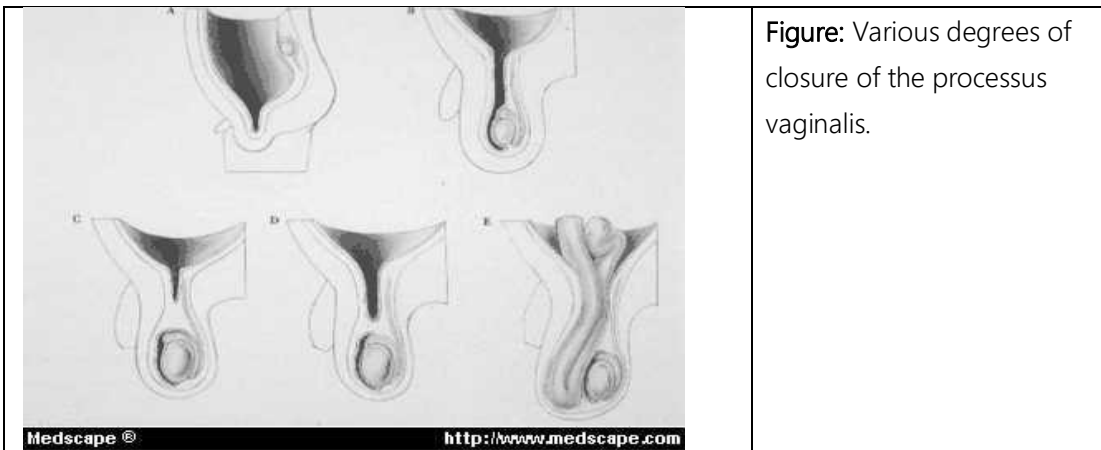 A
B
Figure: Various degrees of
closure of the processus
vaginalis.
C
D
E
Medscape ®
http://www.medscape.com